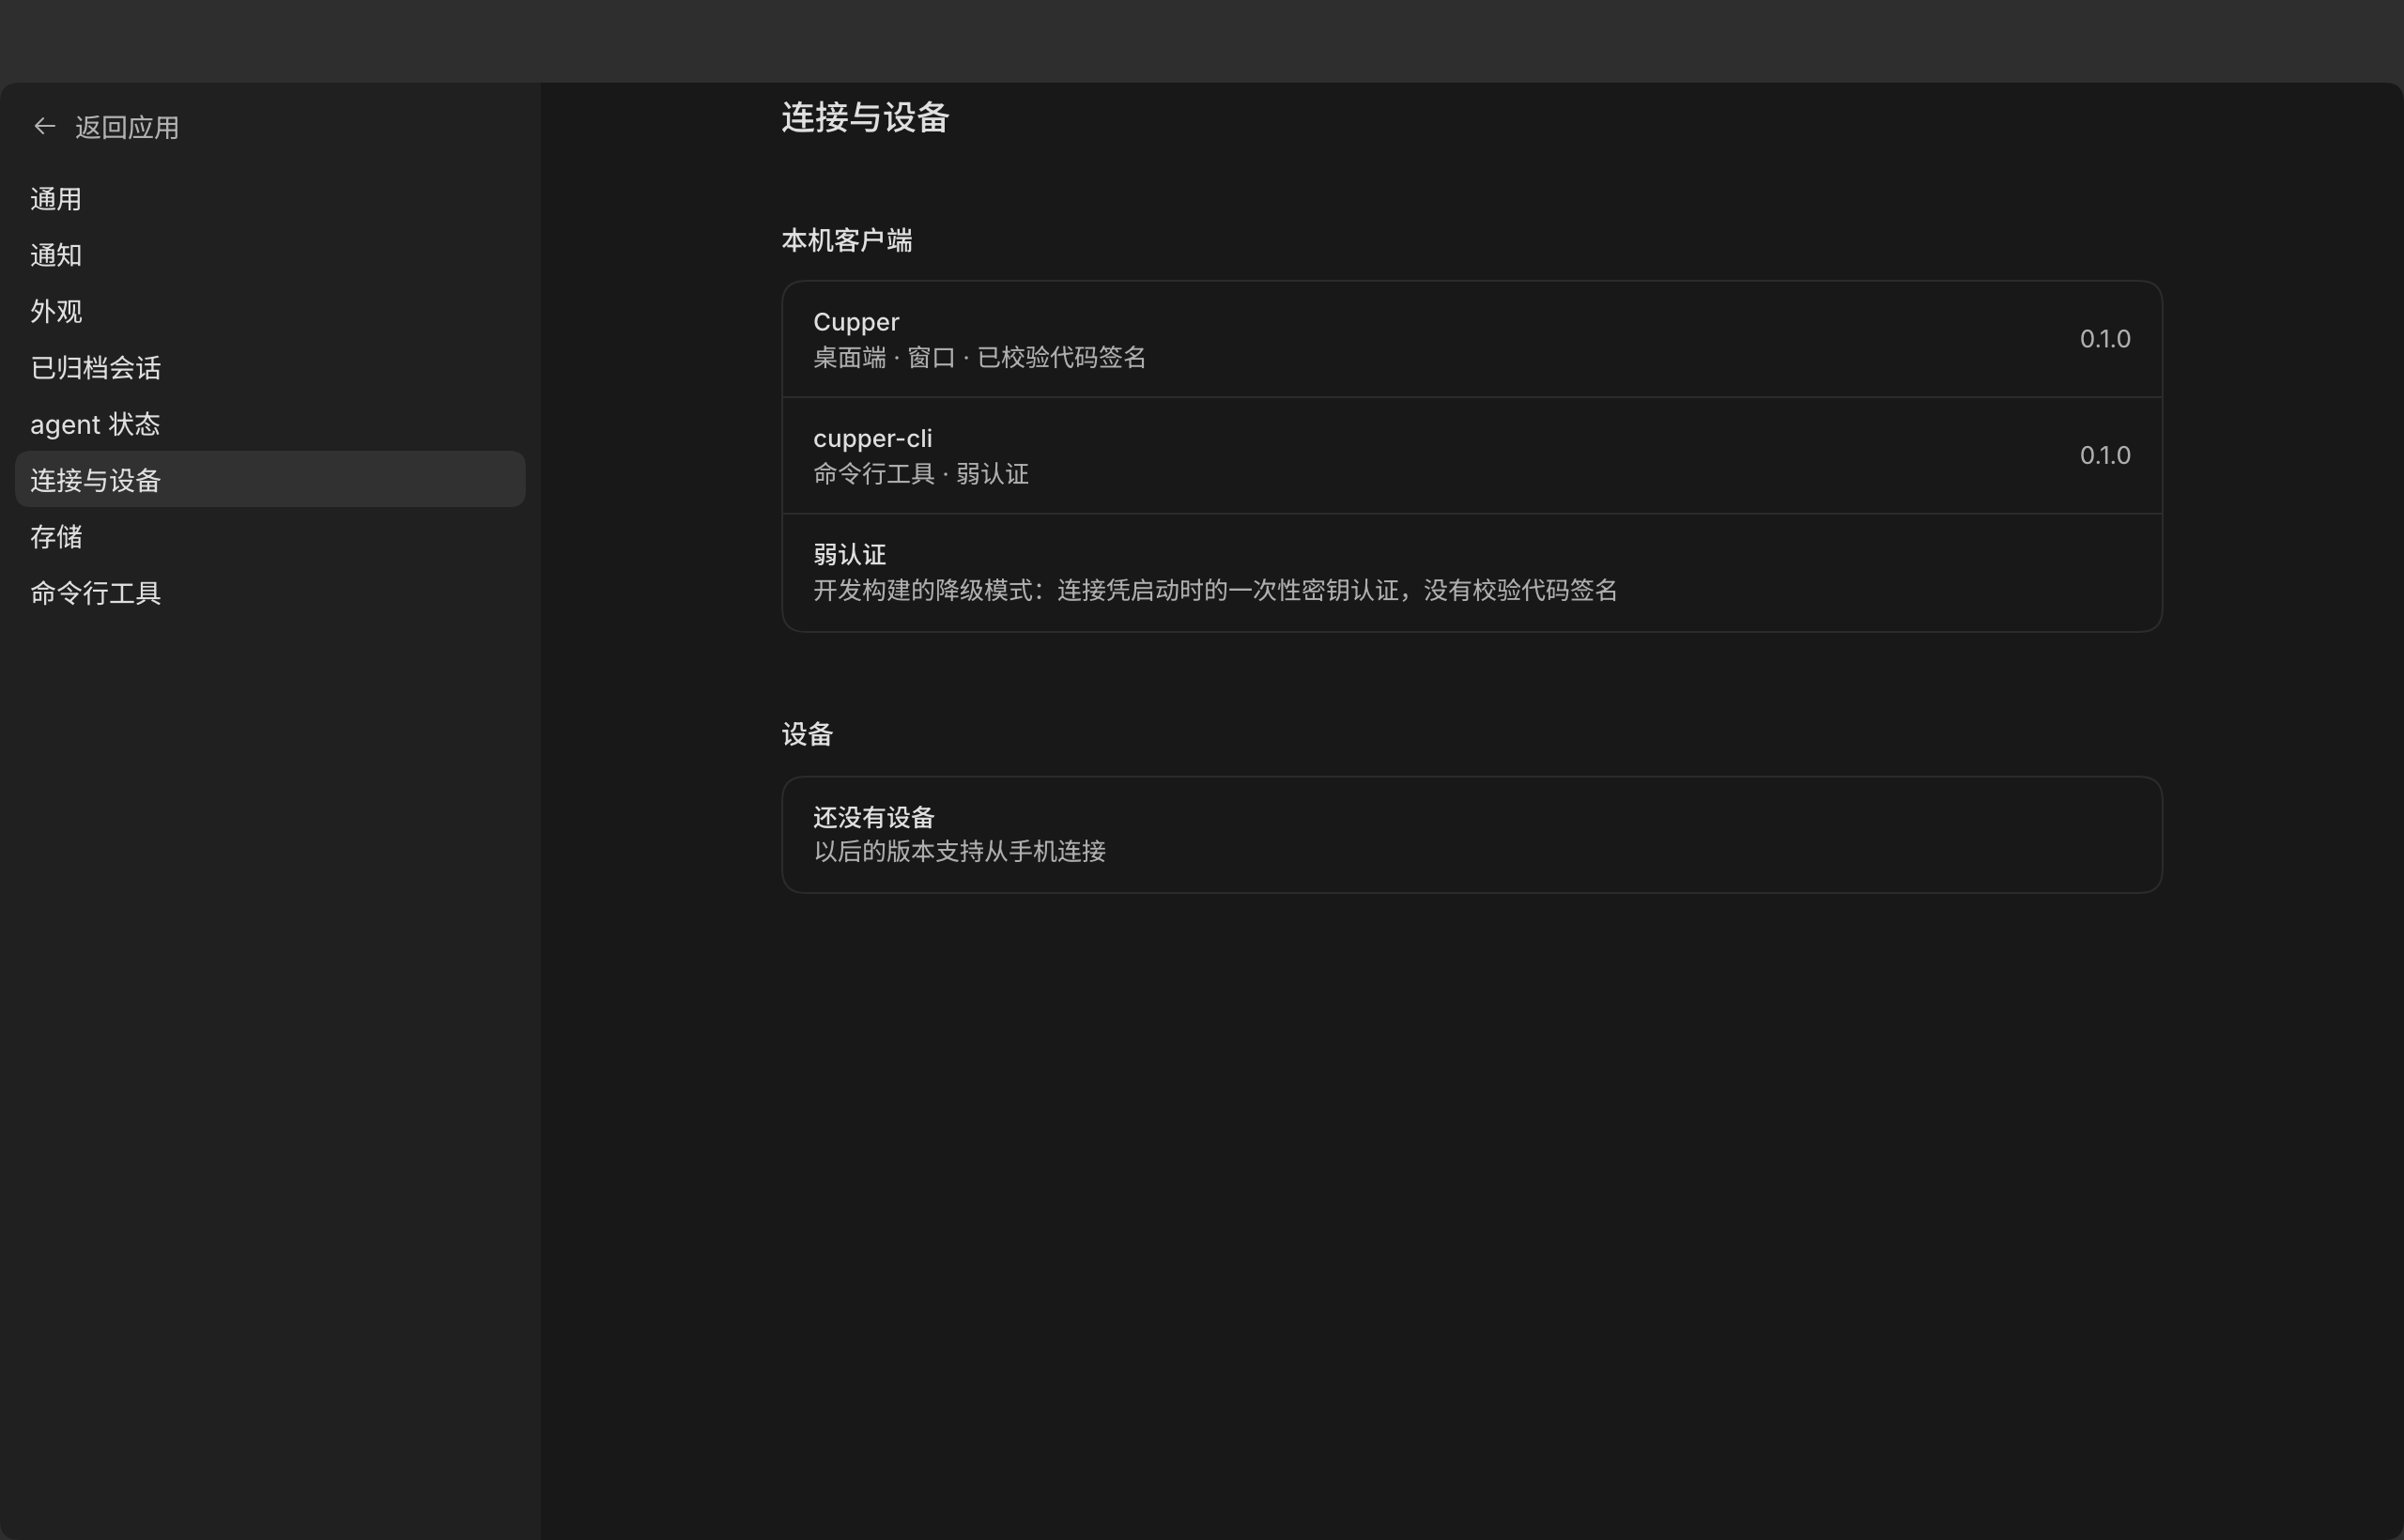 返回应用
通用
通知
外观
已归档会话
agent 状态
连接与设备
存储
命令行工具
连接与设备
本机客户端
Cupper
桌面端 · 窗口 · 已校验代码签名
0.1.0
cupper-cli
命令行工具 · 弱认证
0.1.0
弱认证
开发构建的降级模式：连接凭启动时的一次性密钥认证，没有校验代码签名
设备
还没有设备
以后的版本支持从手机连接